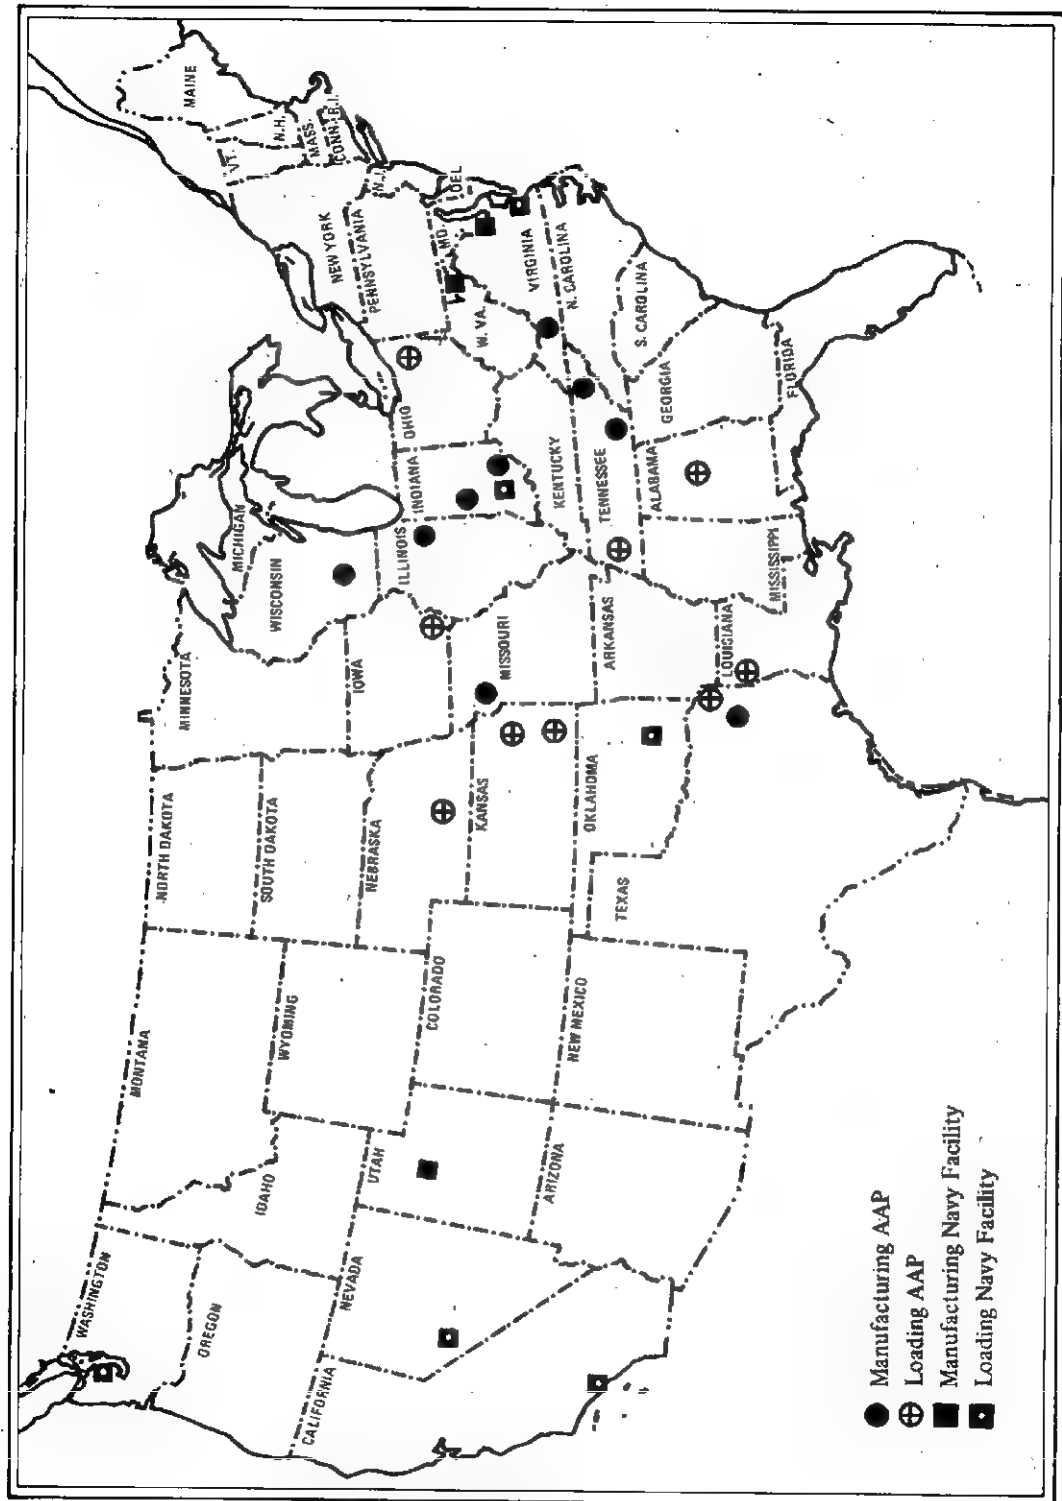 WASHINGTON
OREGON
CALIFORNIA
NEVADA
IDAHO
UTAH
ARIZONA
MONTANA
WYOMING
COLORADO
NEW MEXICO
NORTH DAKOTA
SOUTH DAKOTA
NEBRASKA
KANSAS
OKLAHOMA
TEXAS
MINNESOTA
IOWA
MISSOURI
ARKANSAS
LOUICIANA
WISCONSIN
MICHIGAN
ILLINOIS
INDIANA
OHIO
KENTUCKY
TENNESSEE
MISSISSIPPI
ALABAMA
GEORGIA
FLORIDA
S. CAROLINA
N. CAROLINA
VIRGINIA
W. VA.
MD.
DEL
PENNSYLVANIA
N.J.
NEW YORK
CONN.
R.I.
MASS.
VT.
N.H.
MAINE
Manufacturing AAP
Loading AAP
Manufacturing Navy Facility
Loading Navy Facility